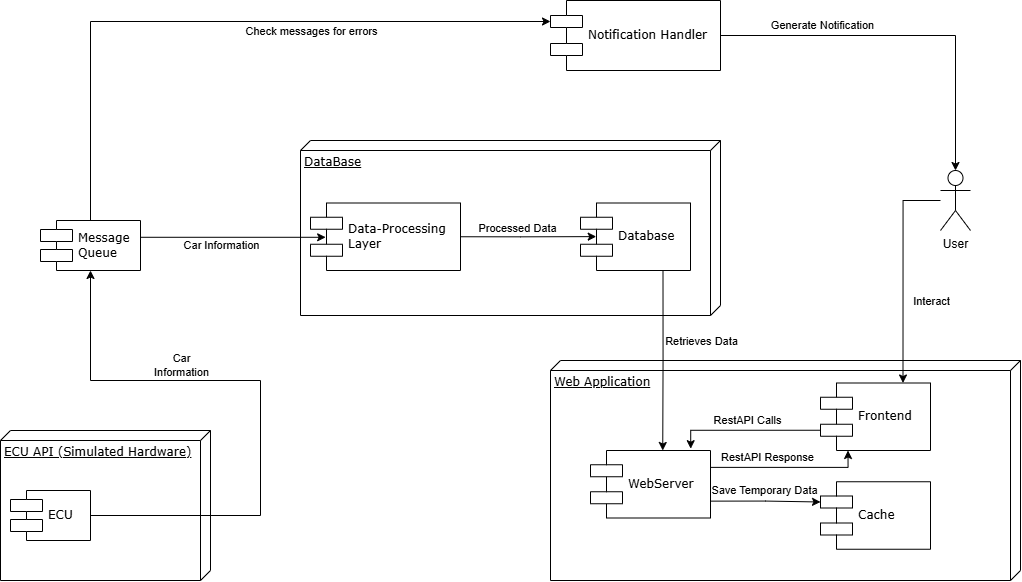 Check messages for errors
Notification Handler
Generate Notification
DataBase
Message
Queue
Car Information
Data-Processing
Layer
Processed Data
Database
User
Interact
Retrieves Data
Car
Information
Web Application
Frontend
RestAPI Calls
RestAPI Response
WebServer
Save Temporary Data
Cache
ECU API (Simulated Hardware)
ECU